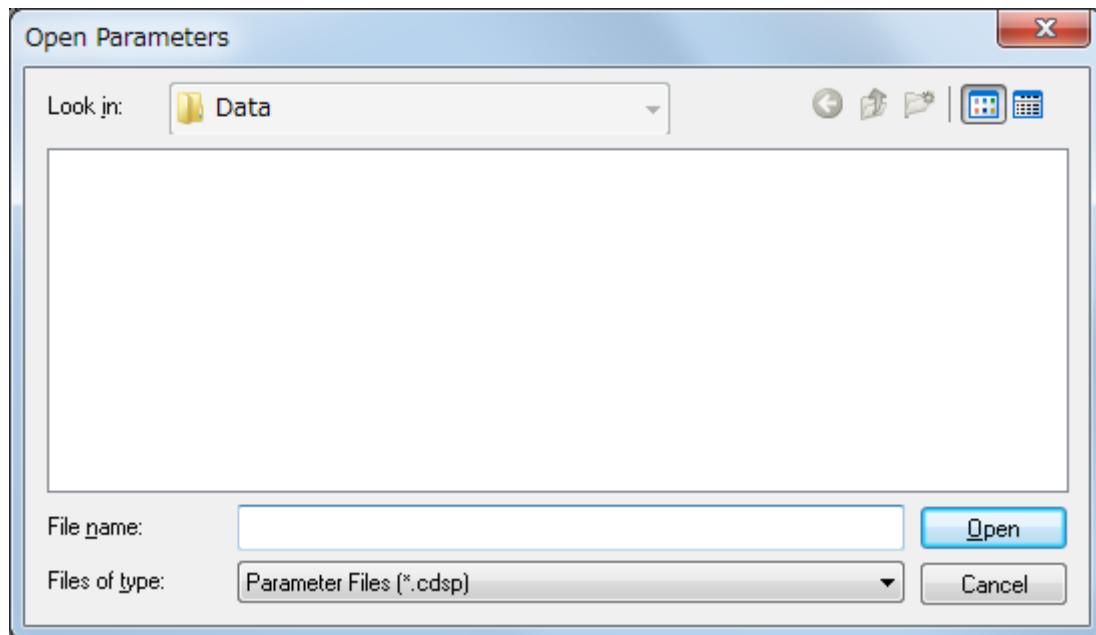 Open Parameters
Look in:
Data
File name:
Open
Files of type:
Parameter Files (*.cdsp)
Cancel